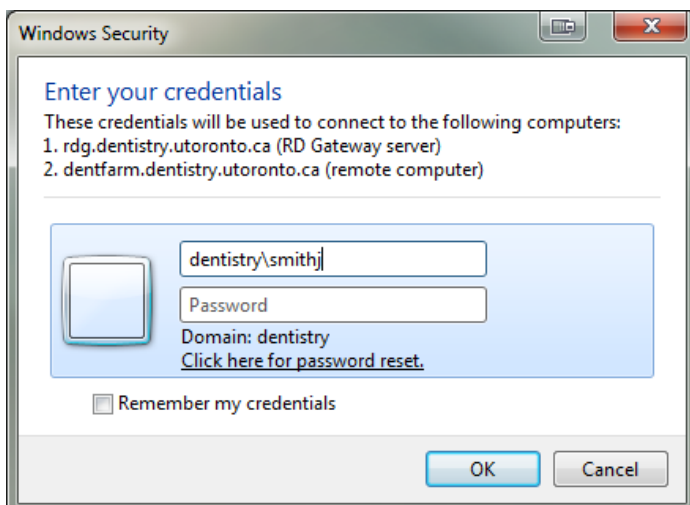 Windows Security
Enter your credentials
These credentials will be used to connect to the following computers:
1. rdg.dentistry.utoronto.ca (RD Gateway server)
2. dentfarm.dentistry.utoronto.ca (remote computer)
dentistry\smithj
Password
Domain: dentistry
Click here for password reset.
Remember my credentials
OK Cancel